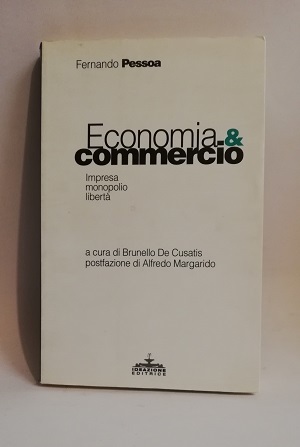 Fernando Pessoa
Economia &
commercio
Impresa
monopolio
libertà
a cura di Brunello De Cusatis
postfazione di Alfredo Margarido
IDEAZIONE
EDITRICE